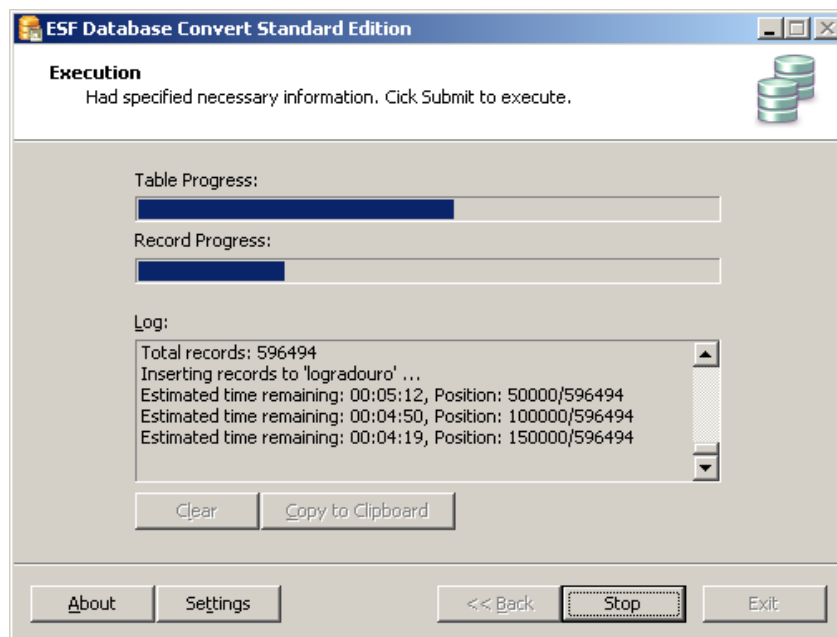 ESF Database Convert Standard Edition
Execution
Had specified necessary information. Cick Submit to execute.
Table Progress:
Record Progress:
Log:
Total records: 596494
Inserting records to 'logradouro' ...
Estimated time remaining: 00:05:12, Position: 50000/596494
Estimated time remaining: 00:04:50, Position: 100000/596494
Estimated time remaining: 00:04:19, Position: 150000/596494
Clear Copy to Clipboard
About Settings << Back Stop Exit